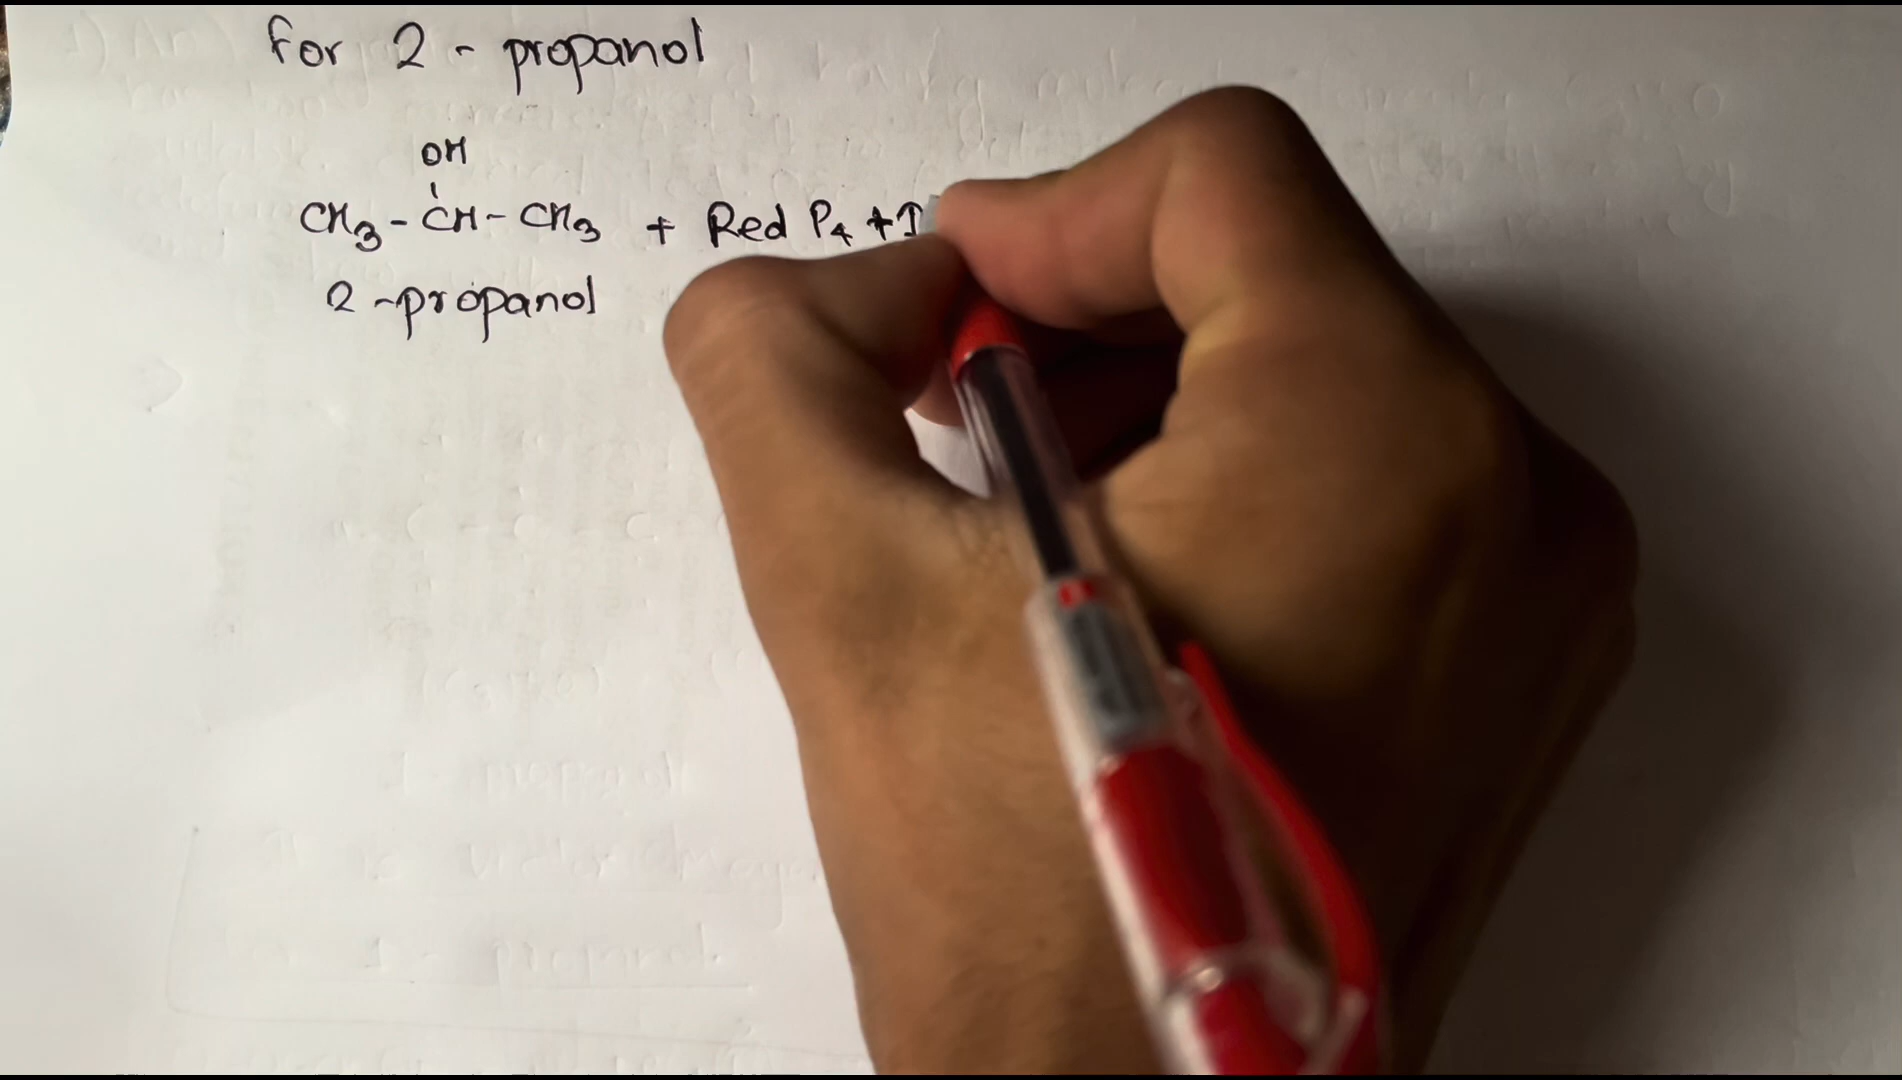 For 2 - propanol
OH
CH3 - CH - CH3 + Red P4 + I
2 - propanol